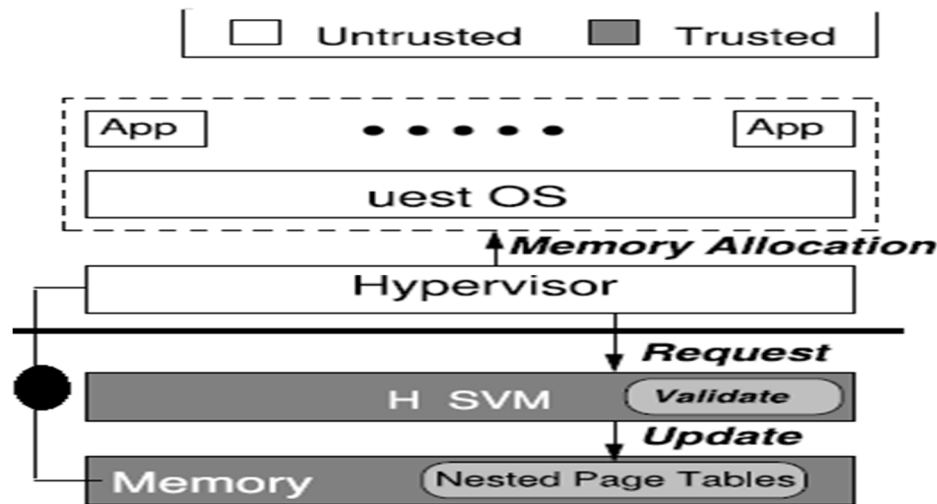 Untrusted Trusted
App App
uest OS
Memory Allocation
Hypervisor
Request
H SVM Validate
Update
Memory Nested Page Tables